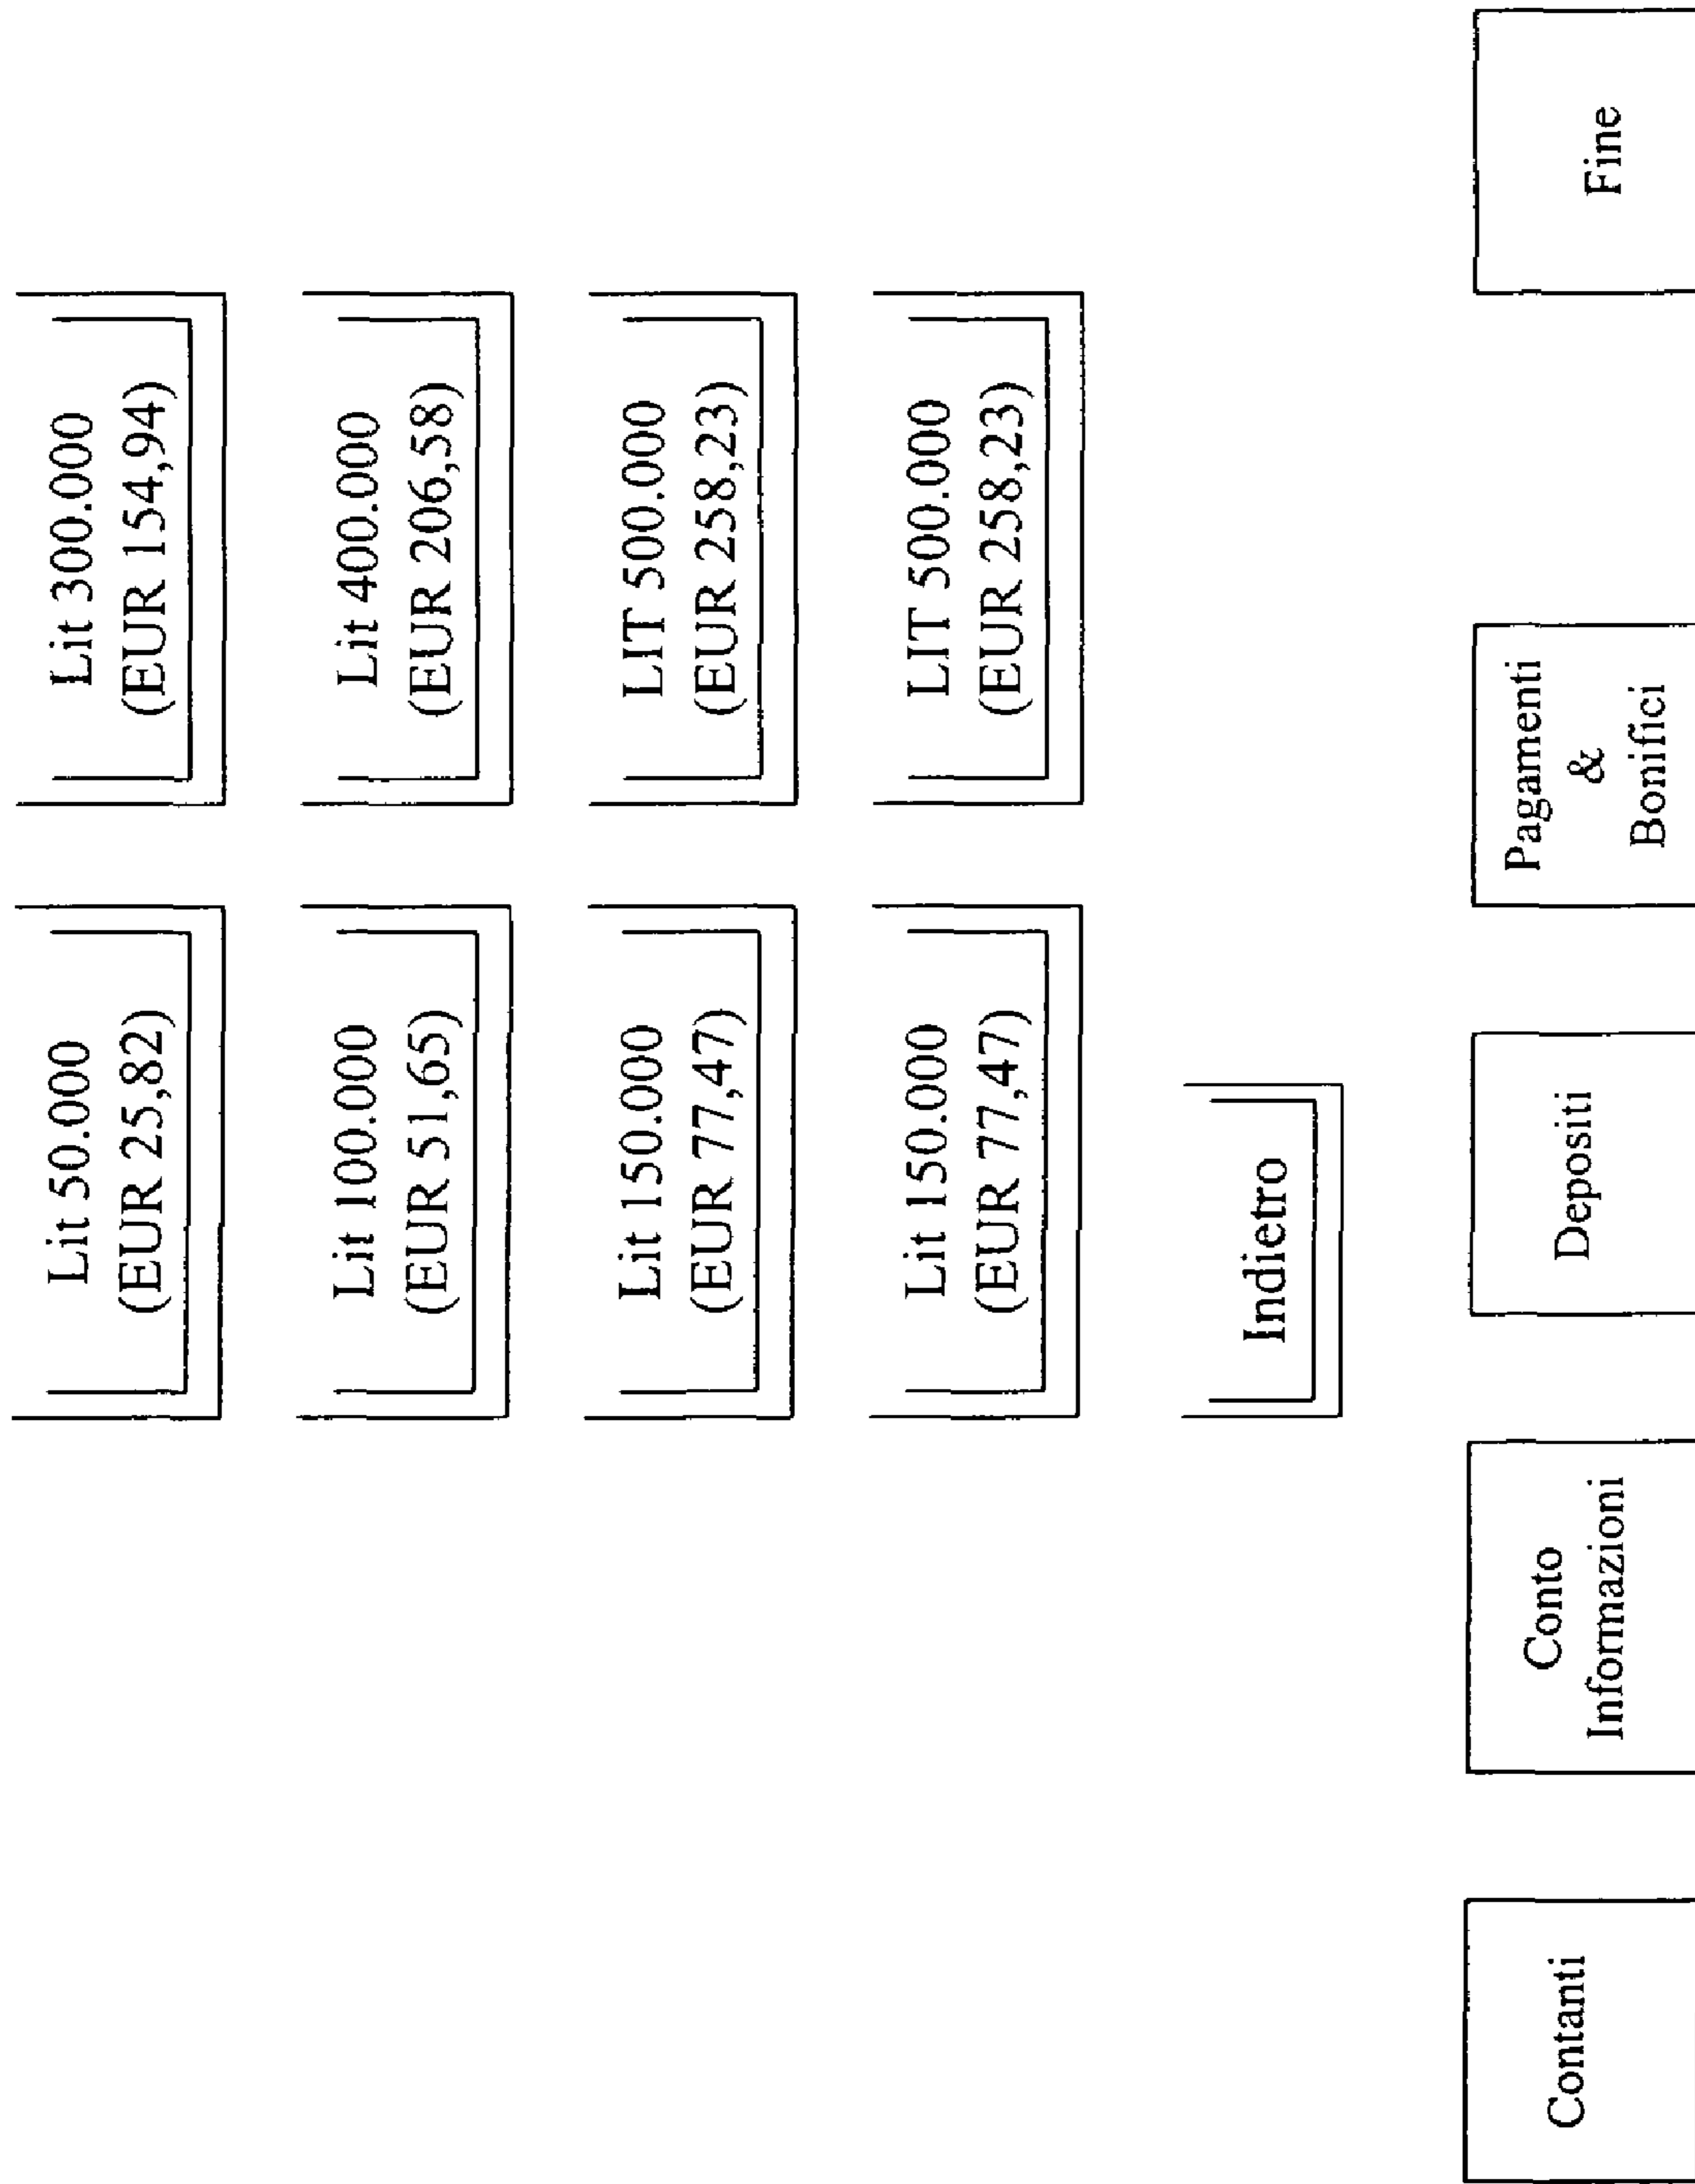 Lit 50.000
(EUR 25,82)
Lit 300.000
(EUR 154,94)
Lit 100.000
(EUR 51,65)
Lit 400.000
(EUR 206,58)
Lit 150.000
(EUR 77,47)
LIT 500.000
(EUR 258,23)
Lit 150.000
(EUR 77,47)
LIT 500.000
(EUR 258,23)
Indietro
Contanti
Conto
Informazioni
Depositi
Pagamenti
&
Bonifici
Fine